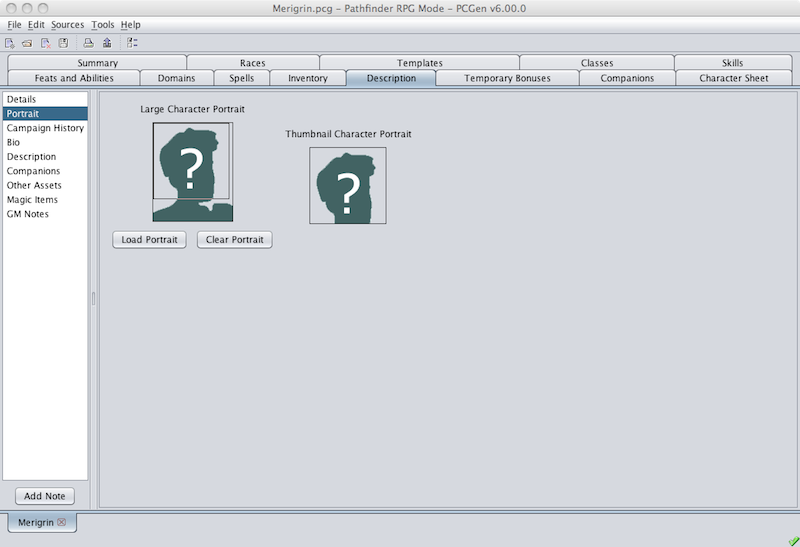 Merigrin.pcg – Pathfinder RPG Mode – PCGen v6.00.0
File Edit Sources Tools Help
Summary Races Templates Classes Skills
Feats and Abilities Domains Spells Inventory Description Temporary Bonuses Companions Character Sheet
Details
Portrait
Campaign History
Bio
Description
Companions
Other Assets
Magic Items
GM Notes
Add Note
Large Character Portrait
?
Load Portrait Clear Portrait
Thumbnail Character Portrait
?
Merigrin